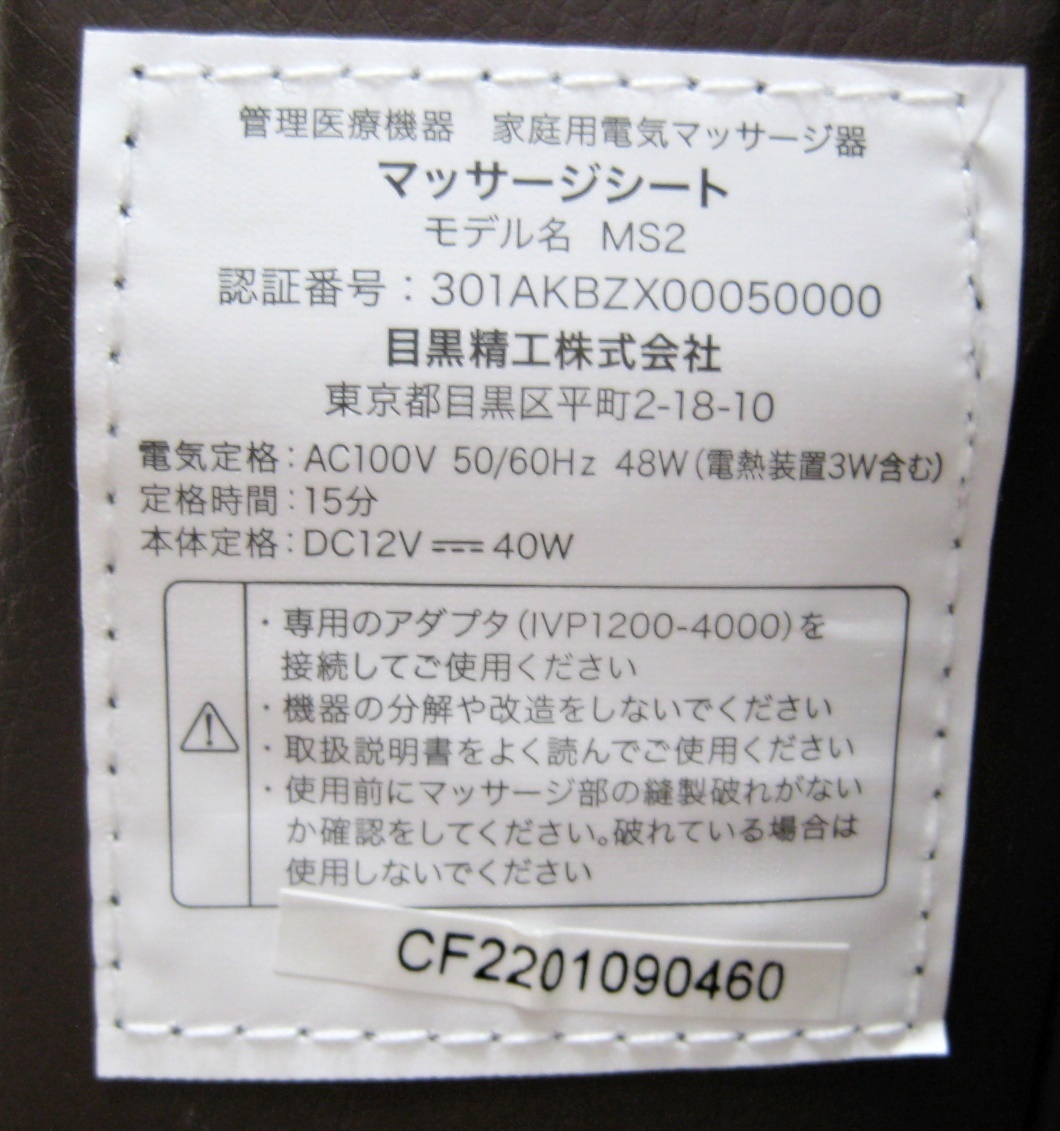 管理医療機器　家庭用電気マッサージ器
マッサージシート
モデル名 MS2
認証番号：301AKBZX00050000
目黒精工株式会社
東京都目黒区平町2-18-10
電気定格：AC100V 50/60Hz 48W（電熱装置3W含む）
定格時間：15分
本体定格：DC12V ⎓ 40W
・専用のアダプタ（IVP1200-4000）を
接続してご使用ください
・機器の分解や改造をしないでください
・取扱説明書をよく読んでご使用ください
・使用前にマッサージ部の縫製破れがない
か確認をしてください。破れている場合は
使用しないでください
CF2201090460